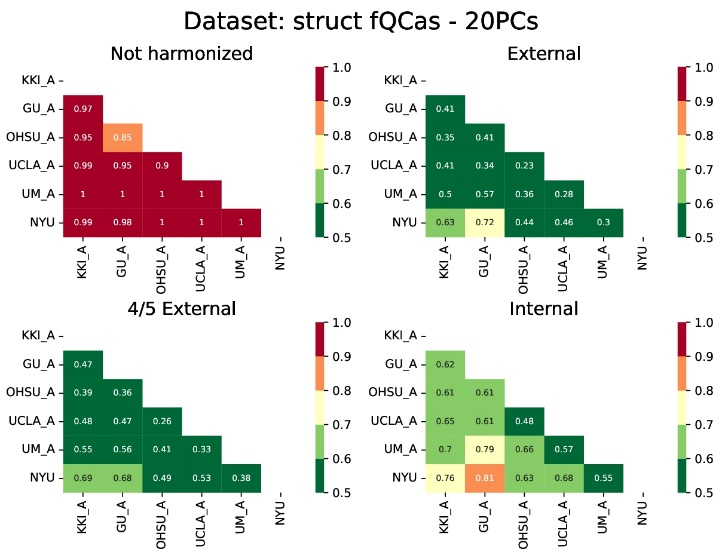 Dataset: struct fQCas - 20PCs
Not harmonized
KKI_A
GU_A 0.97
OHSU_A 0.95 0.85
UCLA_A 0.99 0.95 0.9
UM_A 1 1 1 1
NYU 0.99 0.98 1 1 1
KKI_A GU_A OHSU_A UCLA_A UM_A NYU
1.0
0.9
0.8
0.7
0.6
0.5
External
KKI_A
GU_A 0.41
OHSU_A 0.35 0.41
UCLA_A 0.41 0.34 0.23
UM_A 0.5 0.57 0.36 0.28
NYU 0.63 0.72 0.44 0.46 0.3
KKI_A GU_A OHSU_A UCLA_A UM_A NYU
1.0
0.9
0.8
0.7
0.6
0.5
4/5 External
KKI_A
GU_A 0.47
OHSU_A 0.39 0.36
UCLA_A 0.48 0.47 0.26
UM_A 0.55 0.56 0.41 0.33
NYU 0.69 0.68 0.49 0.53 0.38
KKI_A GU_A OHSU_A UCLA_A UM_A NYU
1.0
0.9
0.8
0.7
0.6
0.5
Internal
KKI_A
GU_A 0.62
OHSU_A 0.61 0.61
UCLA_A 0.65 0.61 0.48
UM_A 0.7 0.79 0.66 0.57
NYU 0.76 0.81 0.63 0.68 0.55
KKI_A GU_A OHSU_A UCLA_A UM_A NYU
1.0
0.9
0.8
0.7
0.6
0.5